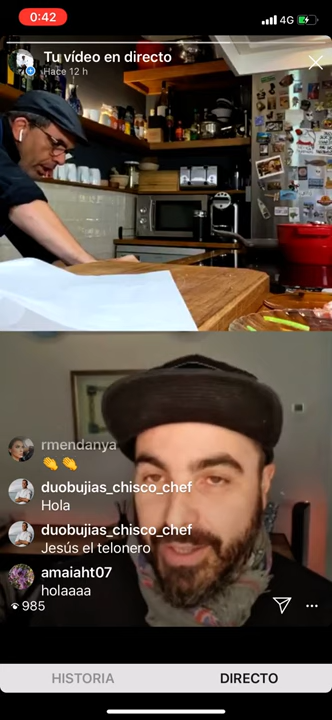 0:42
4G
Tu vídeo en directo
Hace 12 h
rmendanya
👏👏
duobujias_chisco_chef
Hola
duobujias_chisco_chef
Jesús el telonero
amaiaht07
holaaaa
985
HISTORIA
DIRECTO